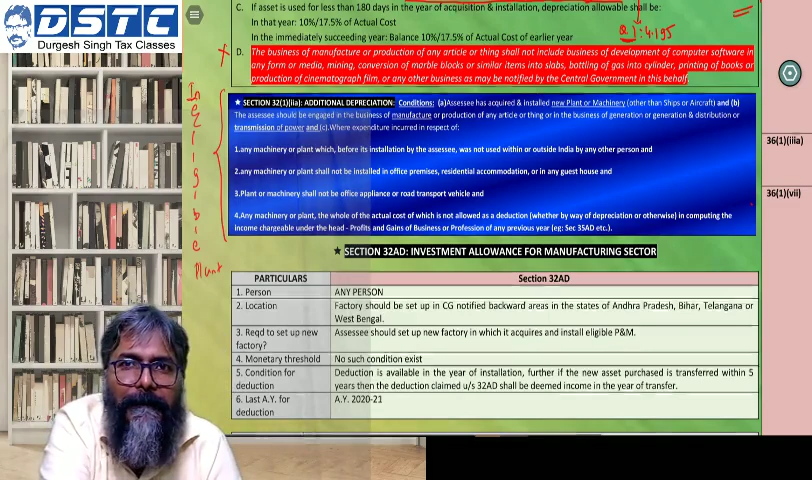 DSTC
Durgesh Singh Tax Classes
C. If asset is used for less than 180 days in the year of acquisition & installation, depreciation allowable shall be:
In that year: 10%/17.5% of Actual Cost
In the immediately succeeding year: Balance 10%/17.5% of Actual Cost of earlier year
D. The business of manufacture or production of any article or thing shall not include business of development of computer software in
any form or media, mining, conversion of marble blocks or similar items into slabs, bottling of gas into cylinder, printing of books or
production of cinematograph film, or any other business as may be notified by the Central Government in this behalf.
★ SECTION 32(1)(iia): ADDITIONAL DEPRECIATION: Conditions: (a)Assessee has acquired & installed new Plant or Machinery (other than Ships or Aircraft) and (b)
The assessee should be engaged in the business of manufacture or production of any article or thing or in the business of generation or generation & distribution or
transmission of power and (c).Where expenditure incurred in respect of:
1.any machinery or plant which, before its installation by the assessee, was not used within or outside India by any other person and
2.any machinery or plant shall not be installed in office premises, residential accommodation, or in any guest house and
3.Plant or machinery shall not be office appliance or road transport vehicle and
4.Any machinery or plant, the whole of the actual cost of which is not allowed as a deduction (whether by way of depreciation or otherwise) in computing the
income chargeable under the head - Profits and Gains of Business or Profession of any previous year (eg: Sec 35AD etc.).
Plant
36(1)(iiia)
36(1)(vii)
★ SECTION 32AD: INVESTMENT ALLOWANCE FOR MANUFACTURING SECTOR
PARTICULARS Section 32AD
1. Person ANY PERSON
2. Location Factory should be set up in CG notified backward areas in the states of Andhra Pradesh, Bihar, Telangana or
West Bengal.
3. Reqd to set up new Assessee should set up new factory in which it acquires and install eligible P&M.
factory?
4. Monetary threshold No such condition exist
5. Condition for Deduction is available in the year of installation, further if the new asset purchased is transferred within 5
deduction years then the deduction claimed u/s 32AD shall be deemed income in the year of transfer.
6. Last A.Y. for A.Y. 2020-21
deduction